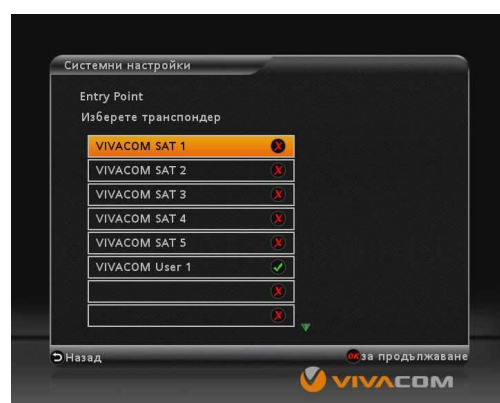 Системни настройки
Entry Point
Изберете транспондер
VIVACOM SAT 1
VIVACOM SAT 2
VIVACOM SAT 3
VIVACOM SAT 4
VIVACOM SAT 5
VIVACOM User 1
Назад
OK за продължаване
VIVACOM